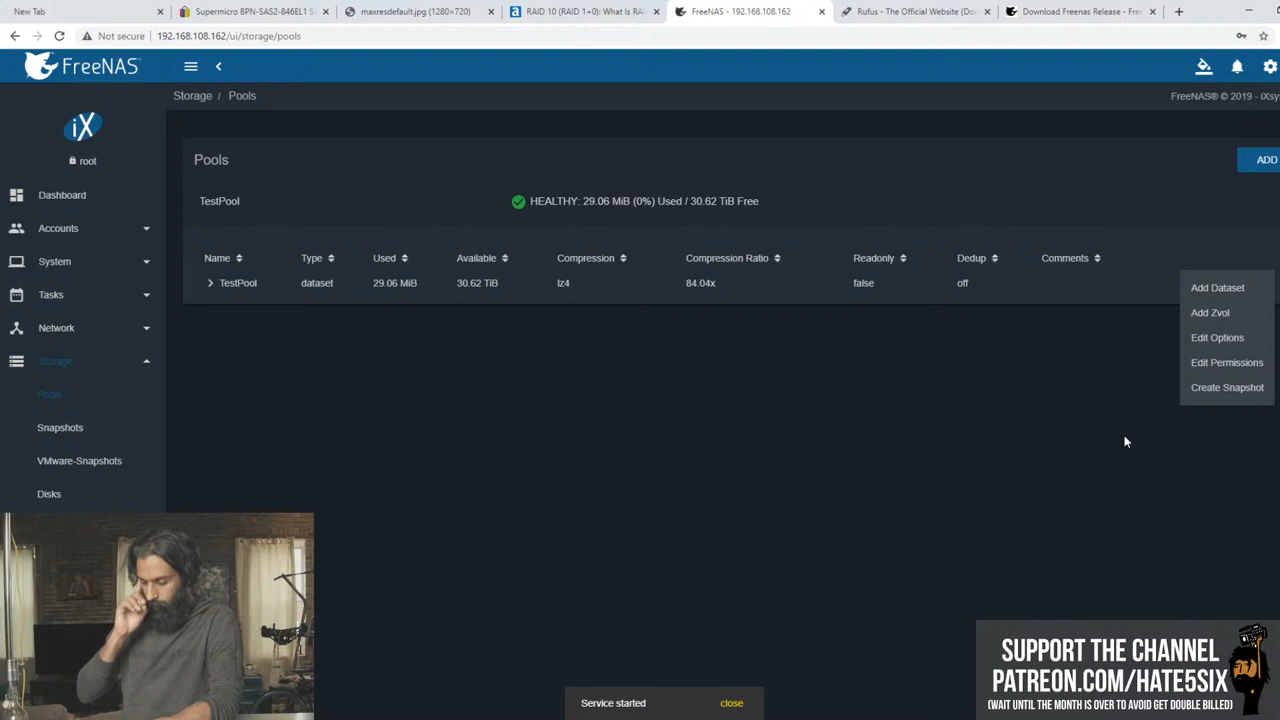 New Tab
Supermicro BPN-SAS2-846EL1 S
maxresdefault.jpg (1280×720)
RAID 10 (RAID 1+0): What Is RAI
FreeNAS - 192.168.108.162
Rufus - The Official Website (Do
Download Freenas Release - Free
Not secure
192.168.108.162/ui/storage/pools
FreeNAS
Storage / Pools
FreeNAS® © 2019 - iXsy
iX
root
Dashboard
Accounts
System
Tasks
Network
Storage
Pools
Snapshots
VMware-Snapshots
Disks
Pools
ADD
TestPool
HEALTHY: 29.06 MiB (0%) Used / 30.62 TiB Free
Name Type Used Available Compression Compression Ratio Readonly Dedup Comments
TestPool dataset 29.06 MiB 30.62 TiB lz4 84.04x false off
Add Dataset
Add Zvol
Edit Options
Edit Permissions
Create Snapshot
Service started close
SUPPORT THE CHANNEL
PATREON.COM/HATE5SIX
(WAIT UNTIL THE MONTH IS OVER TO AVOID GET DOUBLE BILLED)